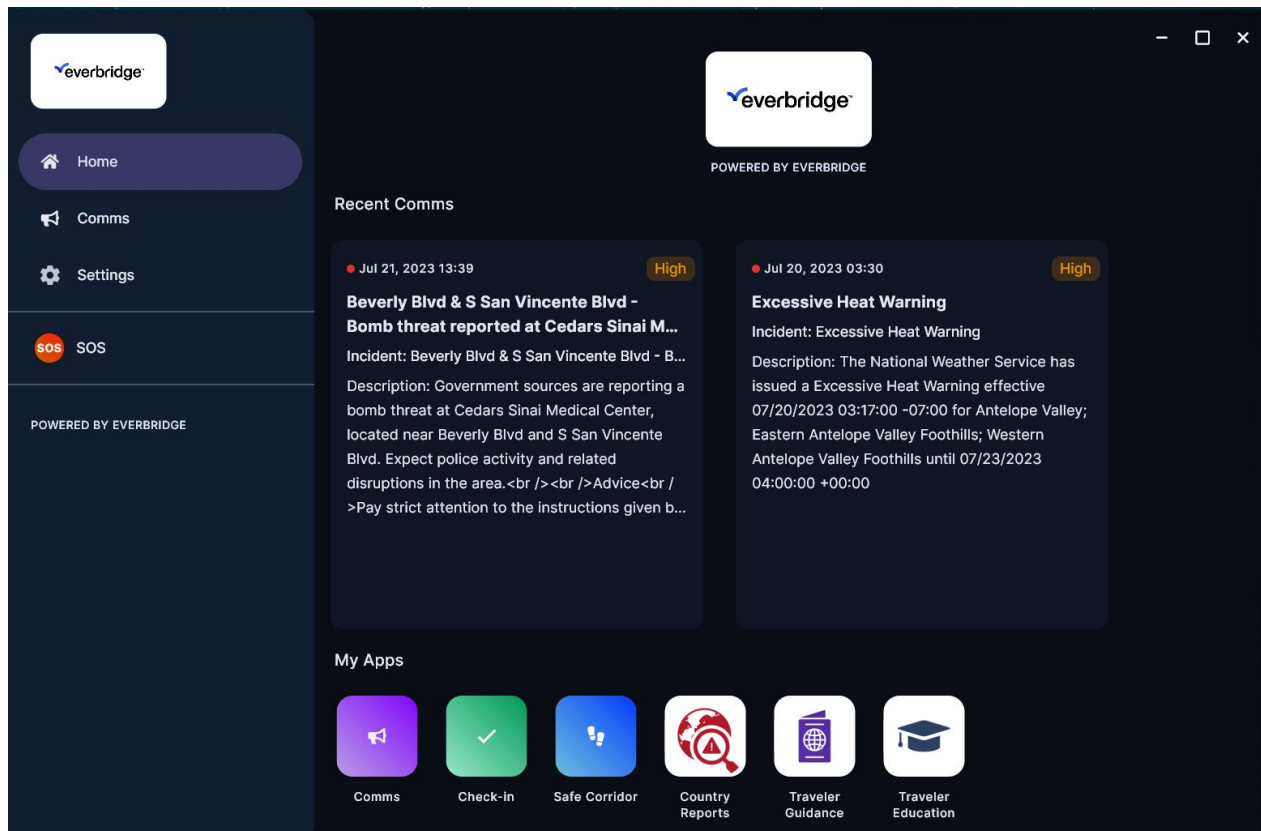 everbridge
Home
Comms
Settings
SOS
SOS
POWERED BY EVERBRIDGE
everbridge™
POWERED BY EVERBRIDGE
Recent Comms
Jul 21, 2023 13:39
High
Beverly Blvd & S San Vincente Blvd -
Bomb threat reported at Cedars Sinai M...
Incident: Beverly Blvd & S San Vincente Blvd - B...
Description: Government sources are reporting a
bomb threat at Cedars Sinai Medical Center,
located near Beverly Blvd and S San Vincente
Blvd. Expect police activity and related
disruptions in the area.<br /><br />Advice<br /
>Pay strict attention to the instructions given b...
Jul 20, 2023 03:30
High
Excessive Heat Warning
Incident: Excessive Heat Warning
Description: The National Weather Service has
issued a Excessive Heat Warning effective
07/20/2023 03:17:00 -07:00 for Antelope Valley;
Eastern Antelope Valley Foothills; Western
Antelope Valley Foothills until 07/23/2023
04:00:00 +00:00
My Apps
Comms
Check-in
Safe Corridor
Country
Reports
Traveler
Guidance
Traveler
Education